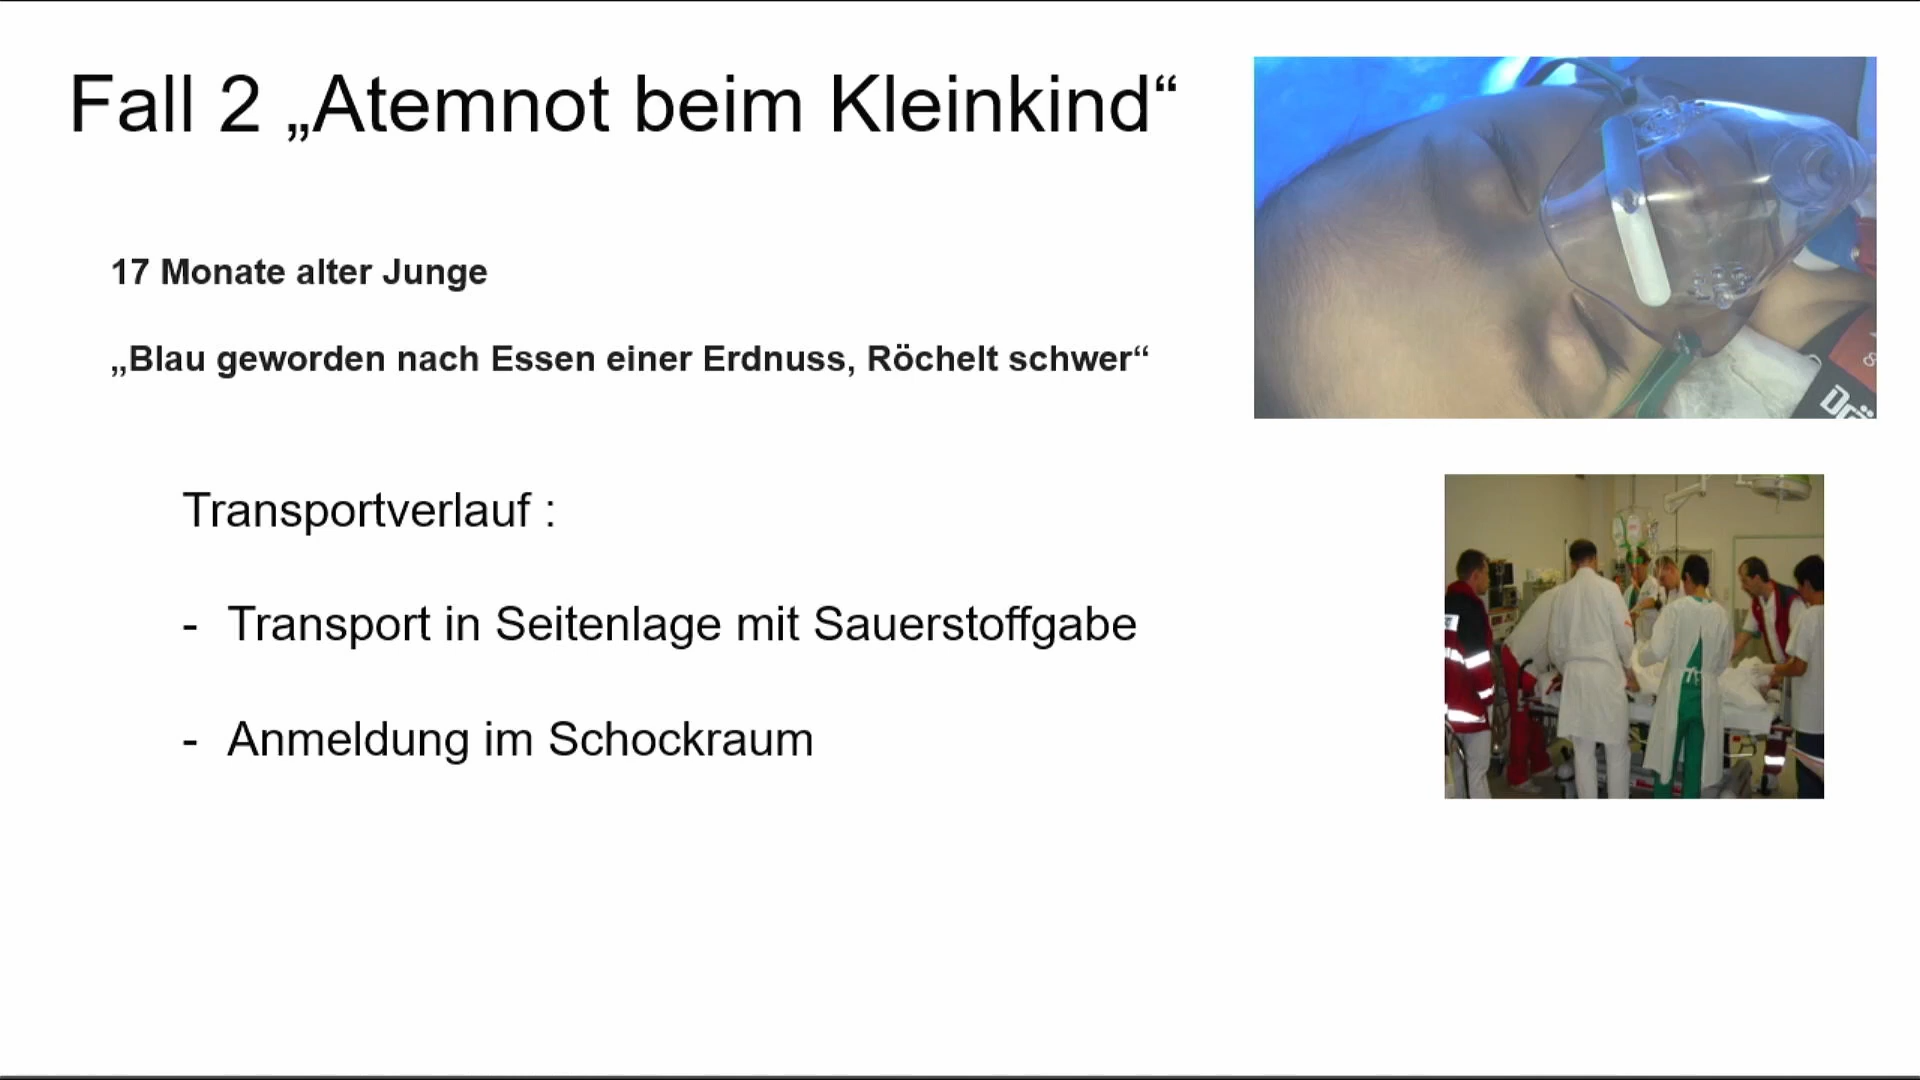 Fall 2 „Atemnot beim Kleinkind“
17 Monate alter Junge
„Blau geworden nach Essen einer Erdnuss, Röchelt schwer“
Transportverlauf :
- Transport in Seitenlage mit Sauerstoffgabe
- Anmeldung im Schockraum